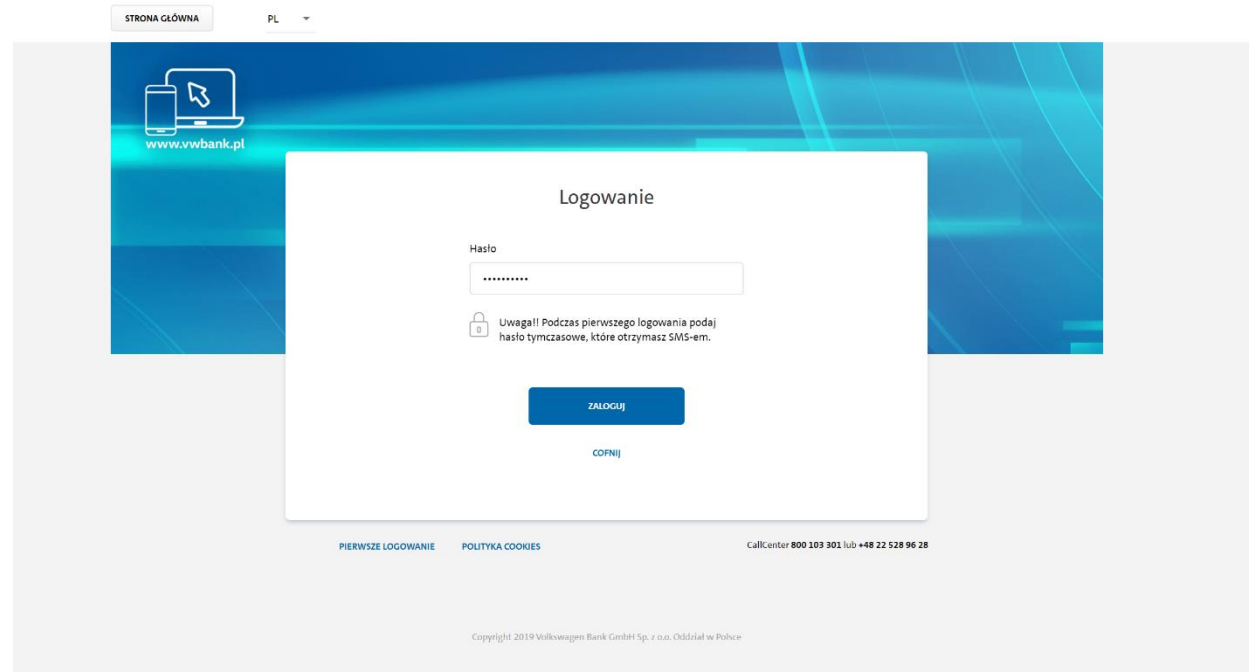 STRONA GŁÓWNA
PL
www.vwbank.pl
Logowanie
Hasło
••••••••••
Uwaga!! Podczas pierwszego logowania podaj
hasło tymczasowe, które otrzymasz SMS-em.
ZALOGUJ
COFNIJ
PIERWSZE LOGOWANIE
POLITYKA COOKIES
CallCenter 800 103 301 lub +48 22 528 96 28
Copyright 2019 Volkswagen Bank GmbH Sp. z o.o. Oddział w Polsce